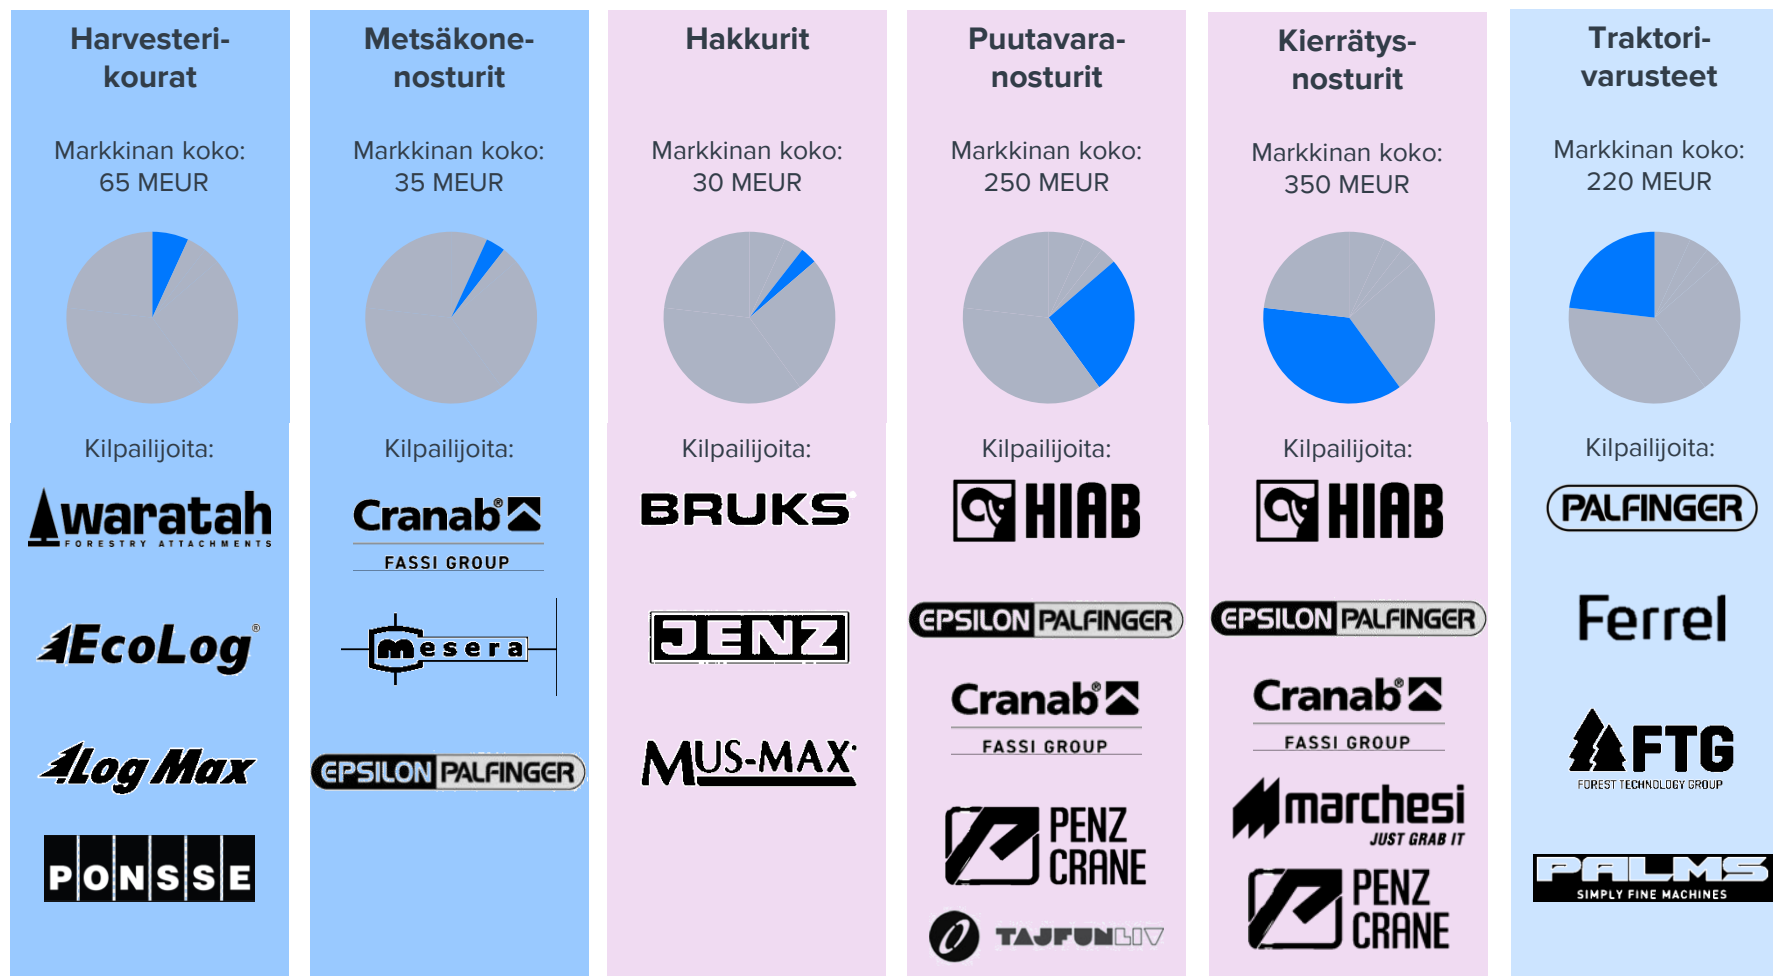 Harvesteri-
kourat
Markkinan koko:
65 MEUR
Kilpailijoita:
waratah
FORESTRY ATTACHMENTS
EcoLog®
Log Max
PONSSE
Metsäkone-
nosturit
Markkinan koko:
35 MEUR
Kilpailijoita:
Cranab®
FASSI GROUP
mesera
EPSILON PALFINGER
Hakkurit
Markkinan koko:
30 MEUR
Kilpailijoita:
BRUKS
JENZ
MUS-MAX
Puutavara-
nosturit
Markkinan koko:
250 MEUR
Kilpailijoita:
HIAB
EPSILON PALFINGER
Cranab®
FASSI GROUP
PENZ
CRANE
TAJFUN LIV
Kierrätys-
nosturit
Markkinan koko:
350 MEUR
Kilpailijoita:
HIAB
EPSILON PALFINGER
Cranab®
FASSI GROUP
marchesi
JUST GRAB IT
PENZ
CRANE
Traktori-
varusteet
Markkinan koko:
220 MEUR
Kilpailijoita:
PALFINGER
Ferrel
FTG
FOREST TECHNOLOGY GROUP
PALMS
SIMPLY FINE MACHINES